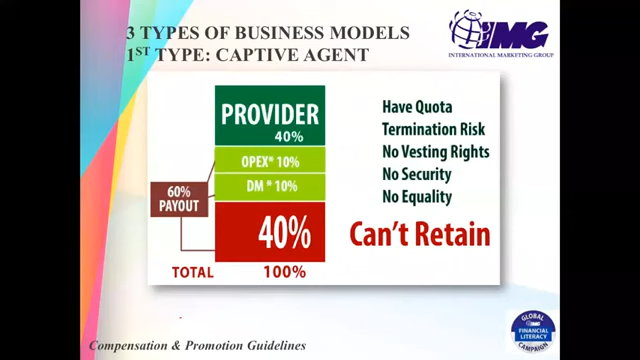 3 TYPES OF BUSINESS MODELS
1ST TYPE: CAPTIVE AGENT
IMG
INTERNATIONAL MARKETING GROUP
PROVIDER
40%
OPEX* 10%
DM * 10%
60%
PAYOUT
40%
TOTAL 100%
Have Quota
Termination Risk
No Vesting Rights
No Security
No Equality
Can't Retain
Compensation & Promotion Guidelines
GLOBAL
IMG
FINANCIAL
LITERACY
CAMPAIGN